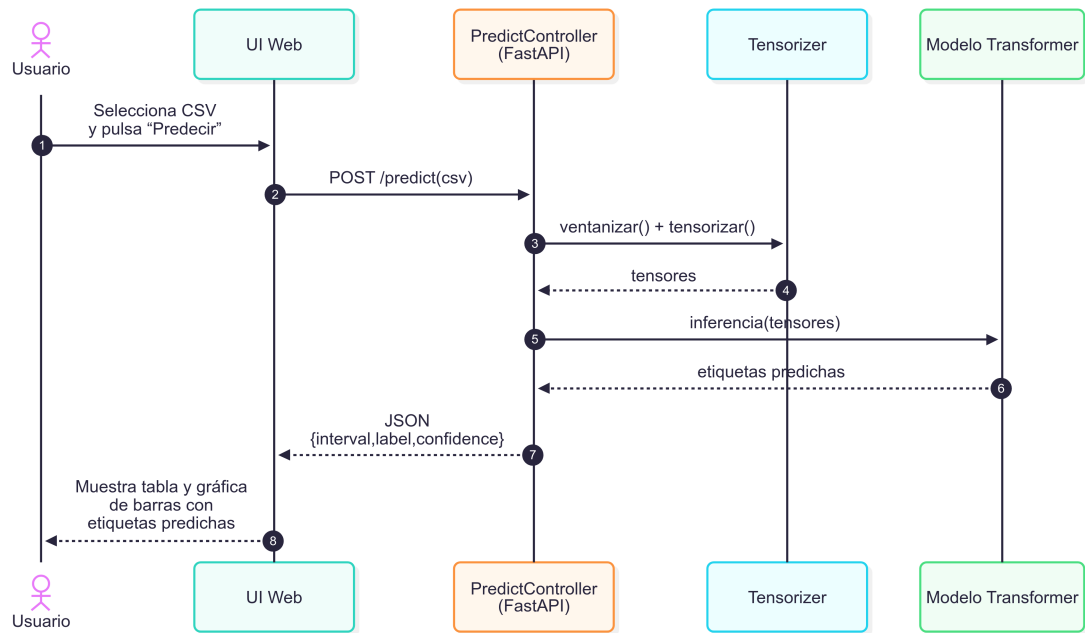 Usuario
UI Web
PredictController
(FastAPI)
Tensorizer
Modelo Transformer
Selecciona CSV
y pulsa “Predecir”
1
POST /predict(csv)
2
ventanizar() + tensorizar()
3
tensores
4
inferencia(tensores)
5
etiquetas predichas
6
JSON
{interval,label,confidence}
7
Muestra tabla y gráfica
de barras con
etiquetas predichas
8
Usuario
UI Web
PredictController
(FastAPI)
Tensorizer
Modelo Transformer